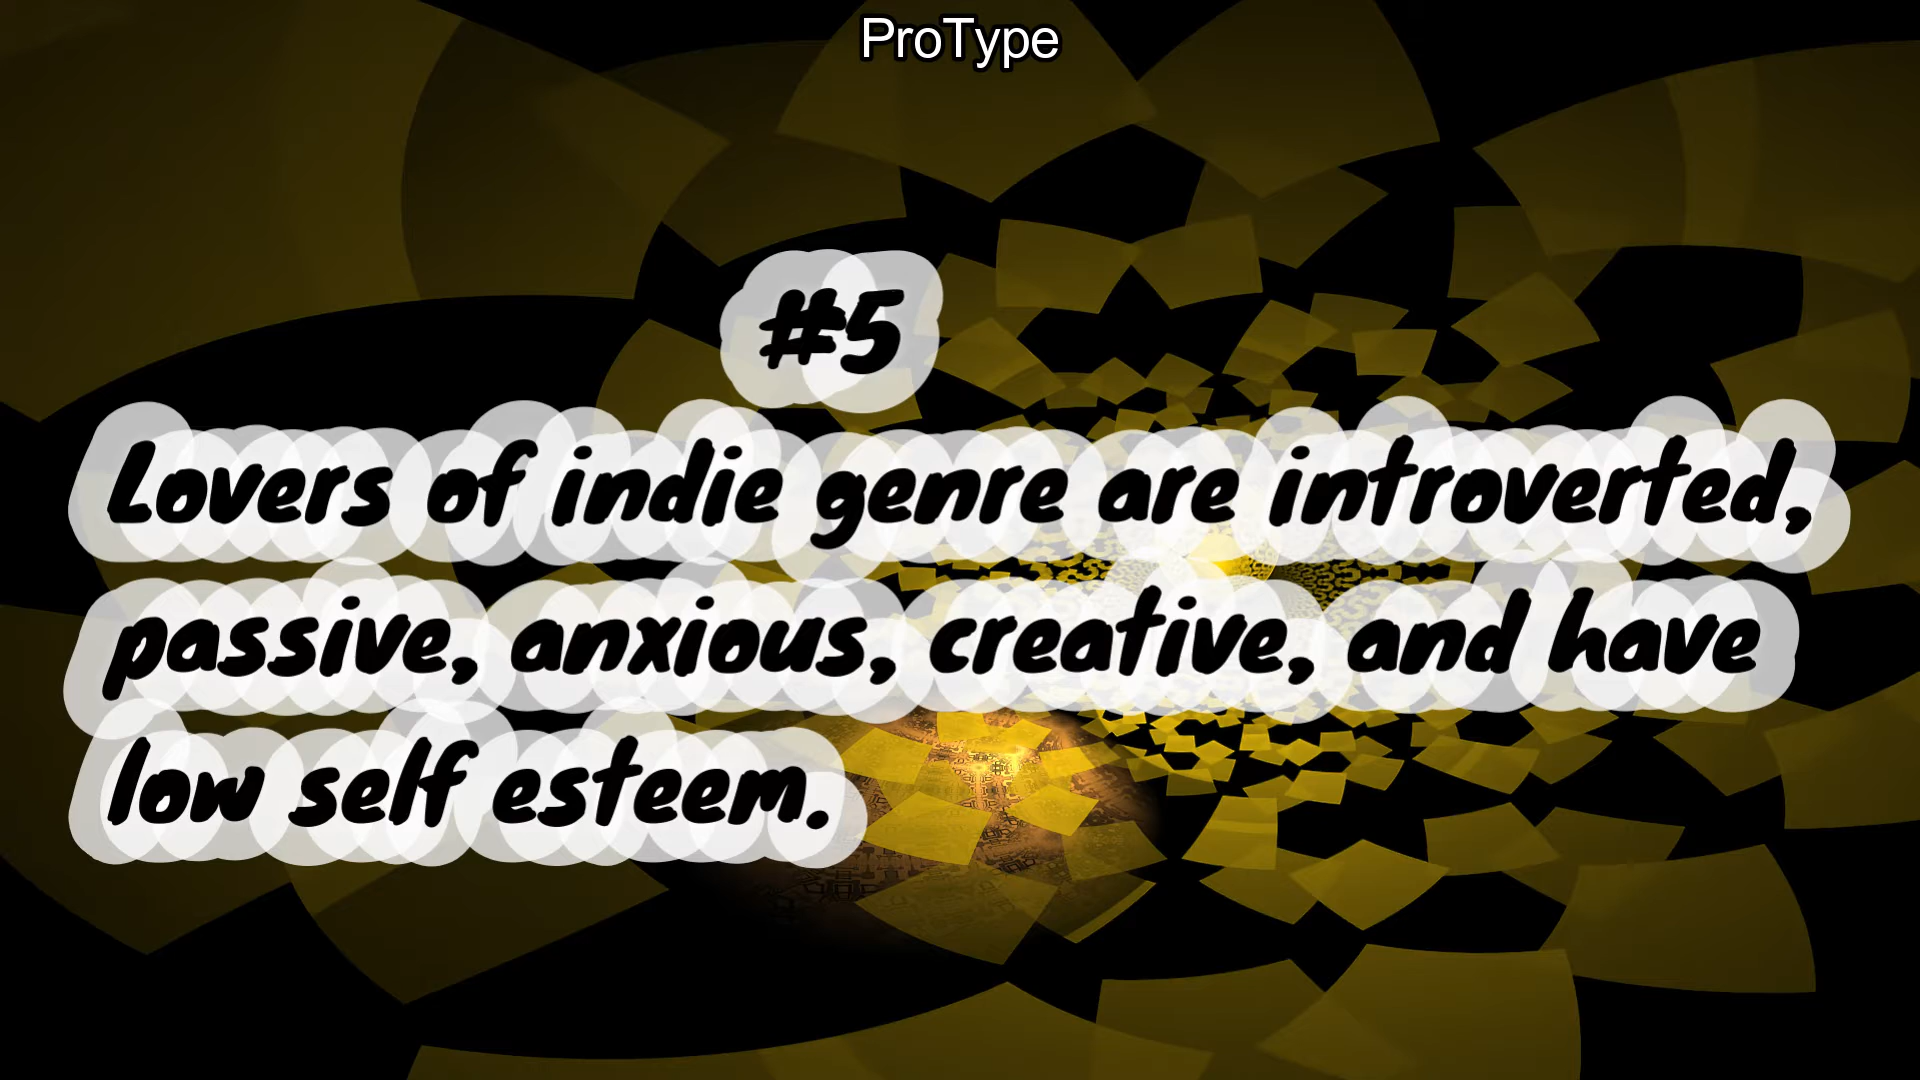 ProType
#5
Lovers of indie genre are introverted,
passive, anxious, creative, and have
low self esteem.